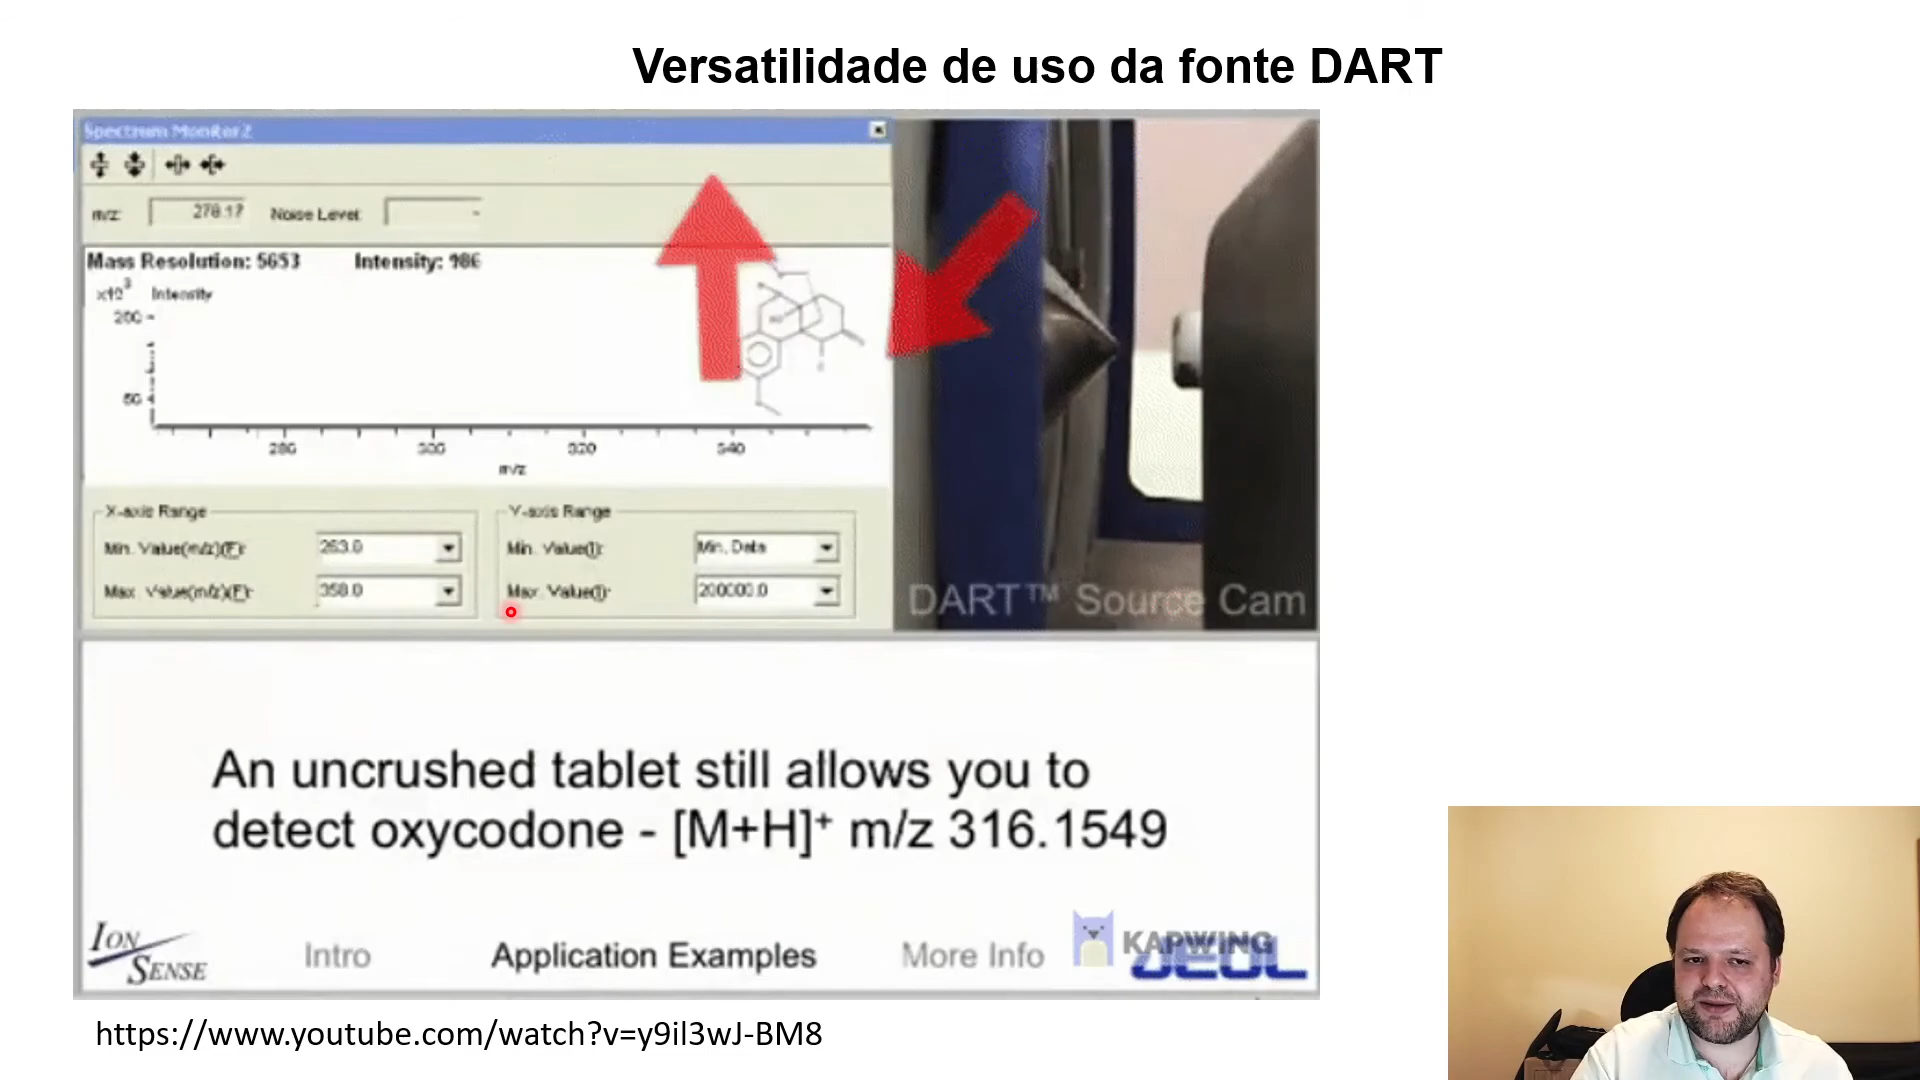 Versatilidade de uso da fonte DART
Spectrum Monitor2
m/z: 278.17 Noise Level: -
Mass Resolution: 5653 Intensity: 986
x10³ Intensity
200
50
280 300 320 340
m/z
X-axis Range Y-axis Range
Min. Value(m/z)(F): 263.0 Min. Value(I): Min. Data
Max. Value(m/z)(F): 358.0 Max. Value(I): 200000.0
DART™ Source Cam
An uncrushed tablet still allows you to
detect oxycodone - [M+H]⁺ m/z 316.1549
ION SENSE
Intro Application Examples More Info
KAPWING
JEOL
https://www.youtube.com/watch?v=y9il3wJ-BM8